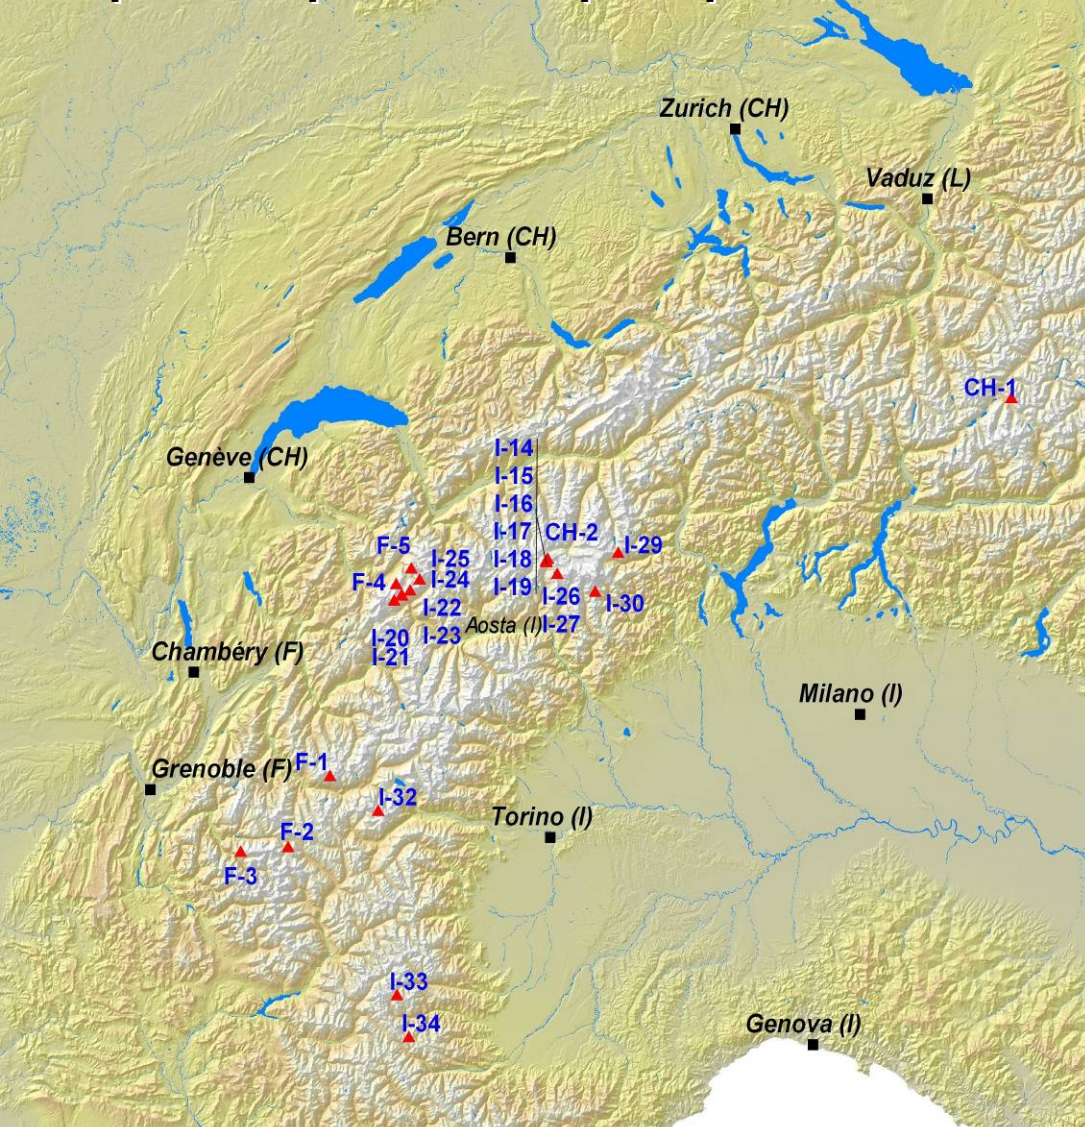 Zurich (CH)
Vaduz (L)
Bern (CH)
CH-1
Genève (CH)
I-14
I-15
I-16
I-17
CH-2
I-18
I-19
I-29
F-5
I-25
F-4
I-24
I-26
I-30
I-22
Aosta (I)
I-27
I-20
I-23
I-21
Chambéry (F)
Milano (I)
Grenoble (F)
F-1
I-32
Torino (I)
F-2
F-3
I-33
I-34
Genova (I)